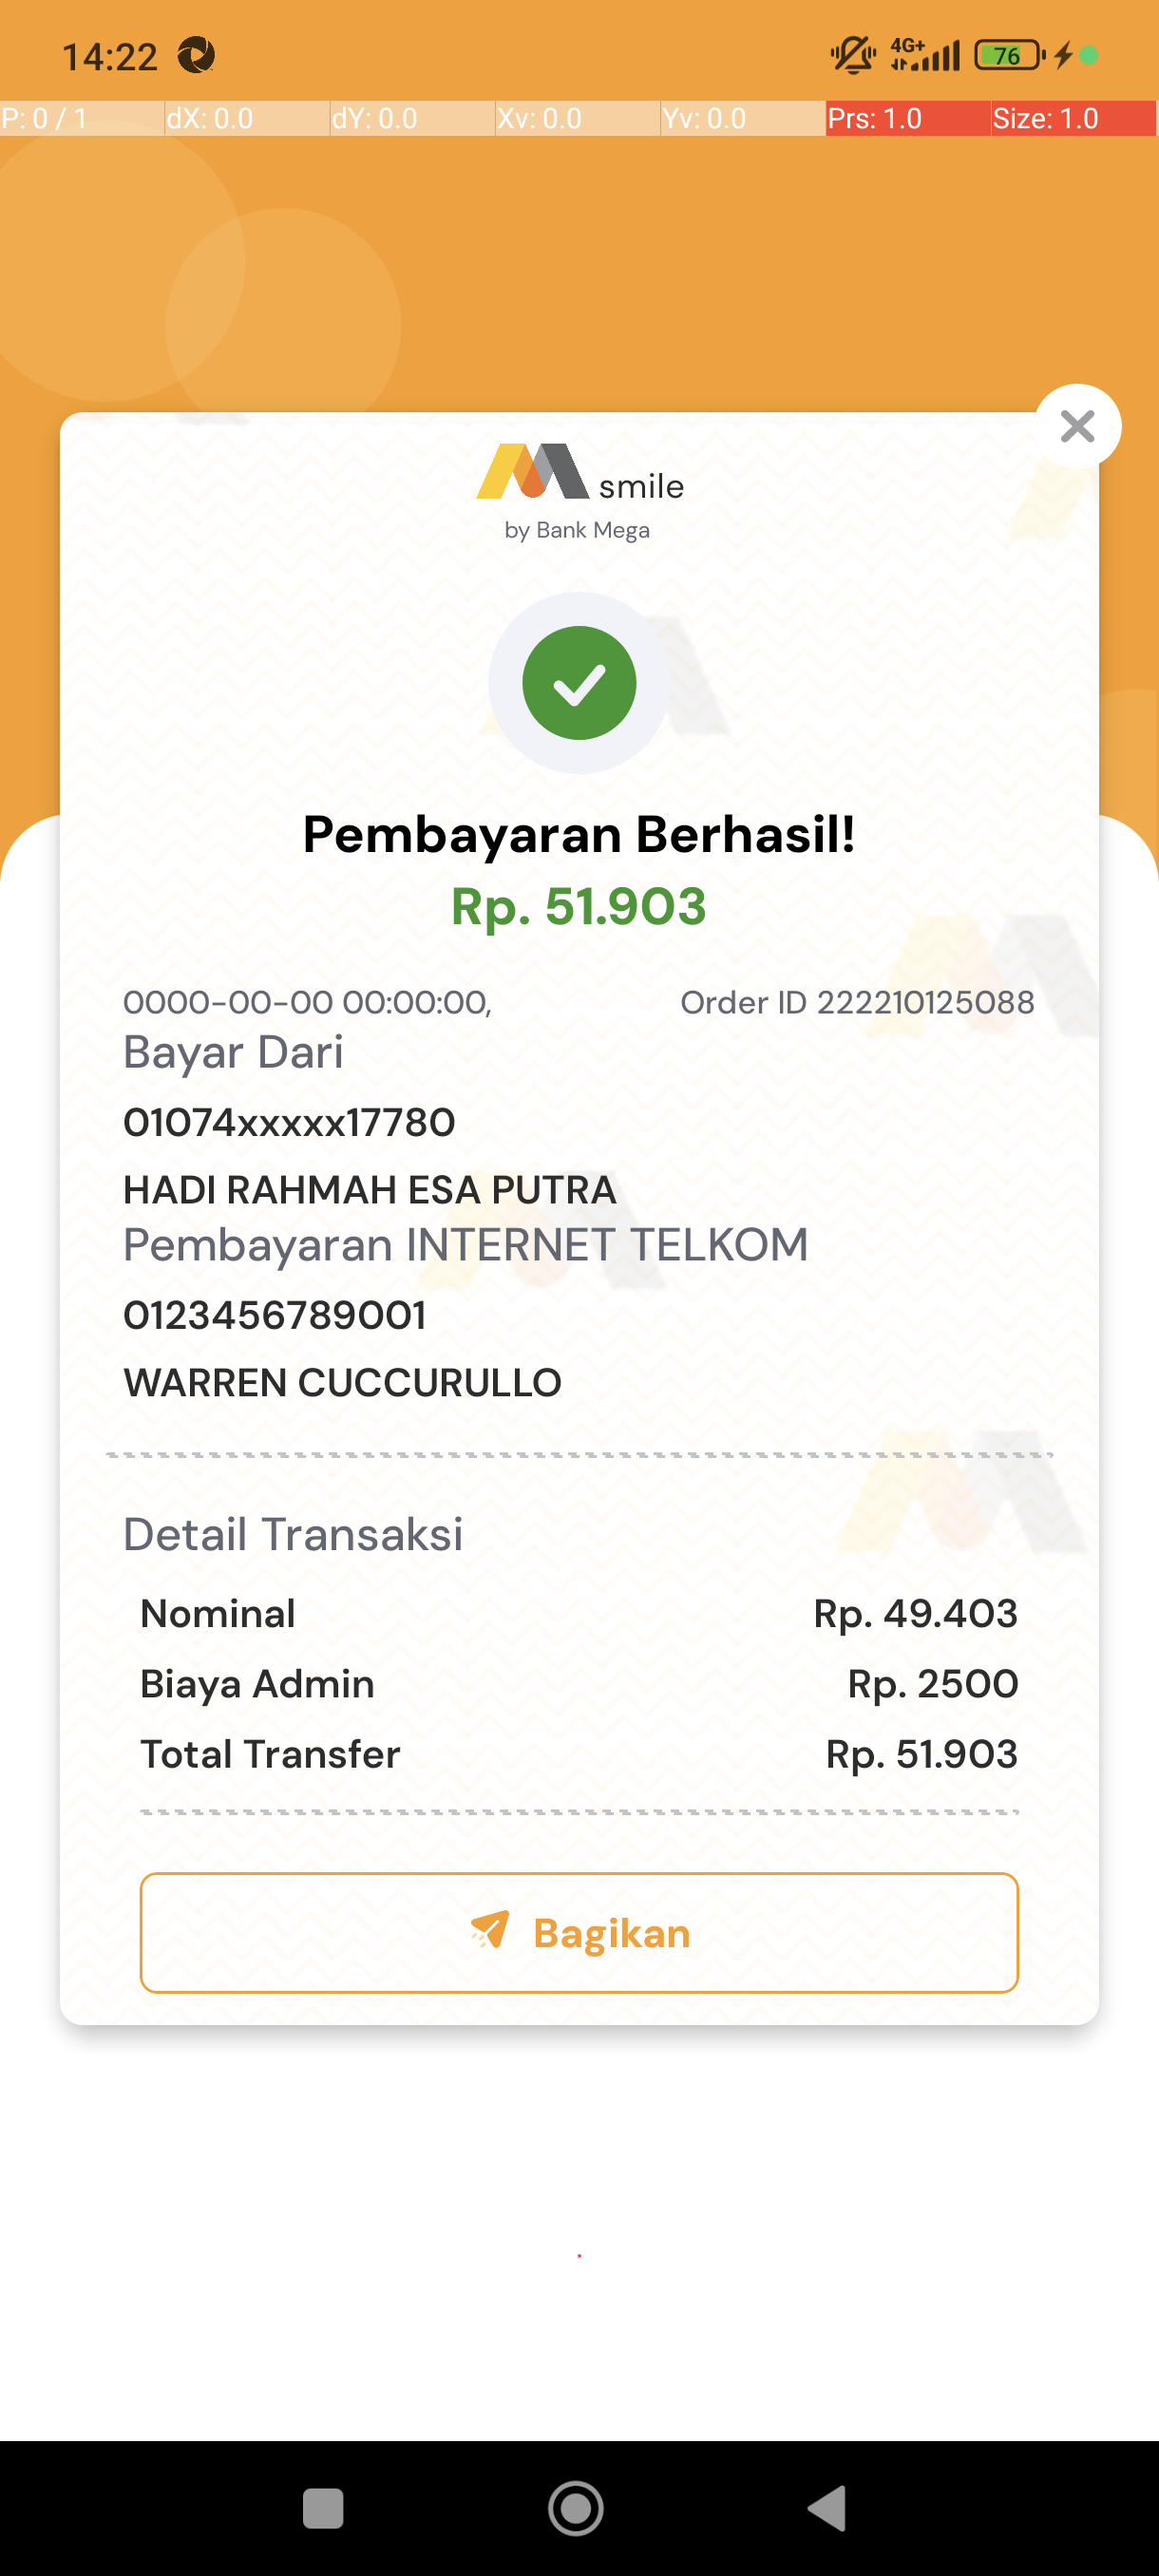 14:22
4G+
76
P: 0 / 1 dX: 0.0 dY: 0.0 Xv: 0.0 Yv: 0.0 Prs: 1.0 Size: 1.0
smile
by Bank Mega
Pembayaran Berhasil!
Rp. 51.903
0000-00-00 00:00:00, Order ID 222210125088
Bayar Dari
01074xxxxx17780
HADI RAHMAH ESA PUTRA
Pembayaran INTERNET TELKOM
0123456789001
WARREN CUCCURULLO
Detail Transaksi
Nominal Rp. 49.403
Biaya Admin Rp. 2500
Total Transfer Rp. 51.903
Bagikan